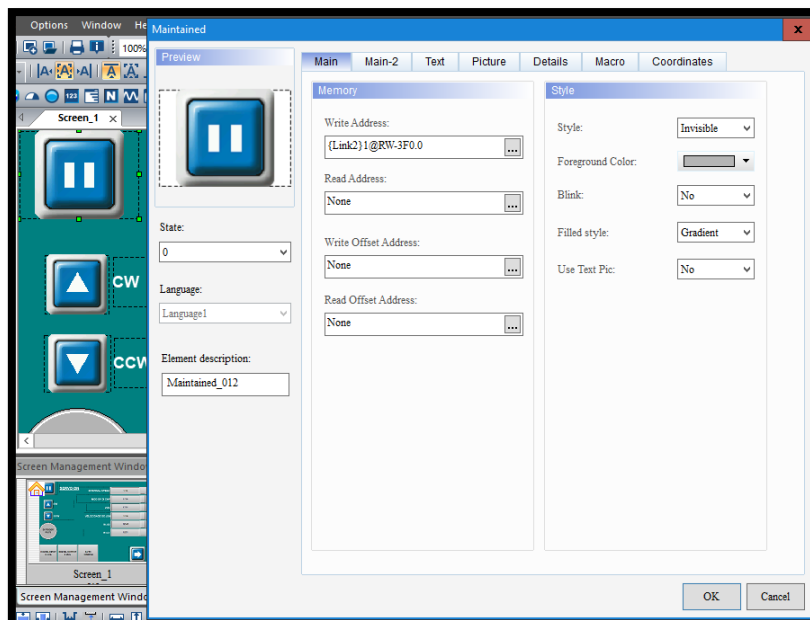 Options Window He
Maintained
x
100%
Preview
Main Main-2 Text Picture Details Macro Coordinates
Memory
Style
Screen_1 ×
Write Address:
{Link2}1@RW-3F0.0 ...
Style: Invisible
Read Address:
None ...
Foreground Color:
Blink: No
State:
0
Write Offset Address:
None ...
Filled style: Gradient
Use Text Pic: No
Language:
Language1
Read Offset Address:
None ...
CW
CCW
Element description:
Maintained_012
Screen Management Windo
Screen_1
Screen Management Windo
OK Cancel